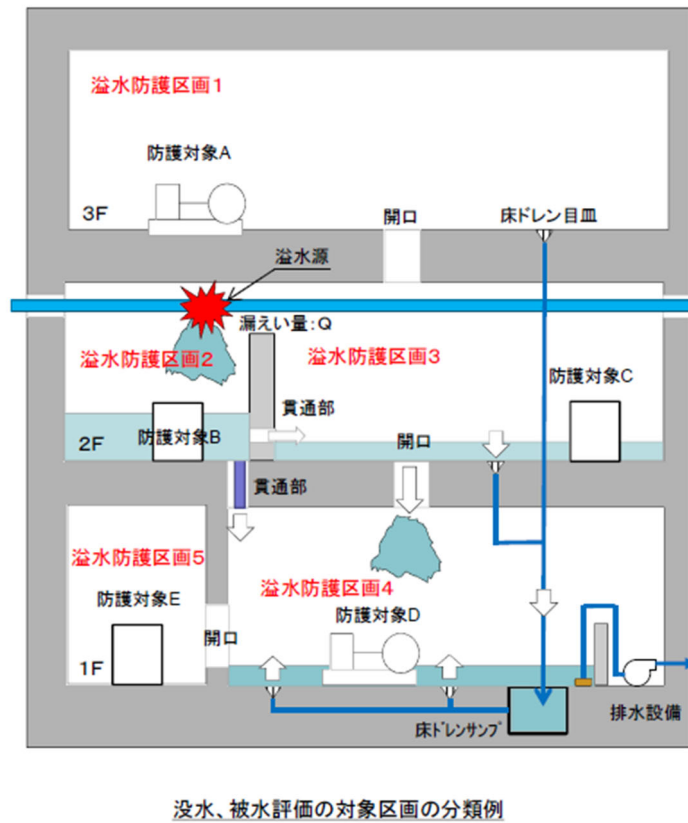 溢水防護区画1
防護対象A
3F
開口
床ドレン目皿
溢水源
漏えい量:Q
溢水防護区画2
溢水防護区画3
防護対象C
貫通部
防護対象B
2F
開口
貫通部
溢水防護区画5
溢水防護区画4
防護対象E
防護対象D
開口
1F
床ドレンサンプ
排水設備
没水、被水評価の対象区画の分類例